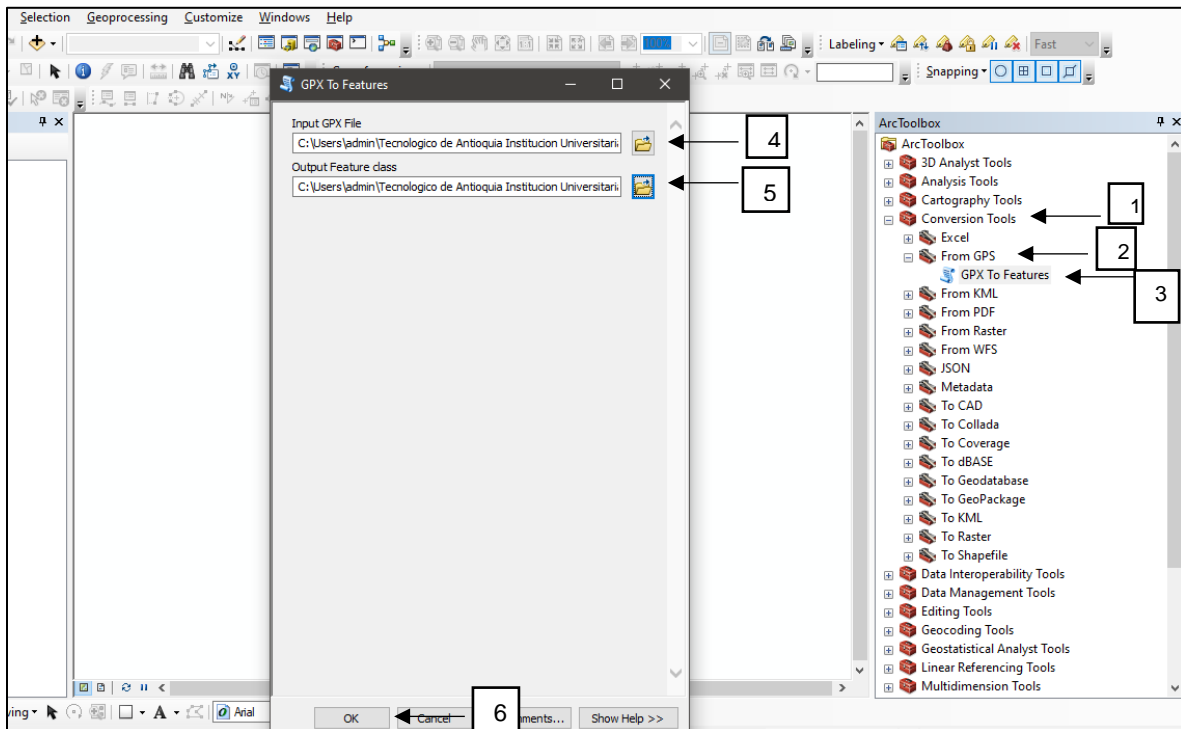 Selection Geoprocessing Customize Windows Help
100%
Labeling
Fast
Snapping
GPX To Features
Input GPX File
C:\Users\admin\Tecnologico de Antioquia Institucion Universitari
4
Output Feature class
C:\Users\admin\Tecnologico de Antioquia Institucion Universitari
5
OK
6
Cancel
nments...
Show Help >>
Arial
ArcToolbox
ArcToolbox
3D Analyst Tools
Analysis Tools
Cartography Tools
Conversion Tools
1
Excel
From GPS
2
GPX To Features
3
From KML
From PDF
From Raster
From WFS
JSON
Metadata
To CAD
To Collada
To Coverage
To dBASE
To Geodatabase
To GeoPackage
To KML
To Raster
To Shapefile
Data Interoperability Tools
Data Management Tools
Editing Tools
Geocoding Tools
Geostatistical Analyst Tools
Linear Referencing Tools
Multidimension Tools